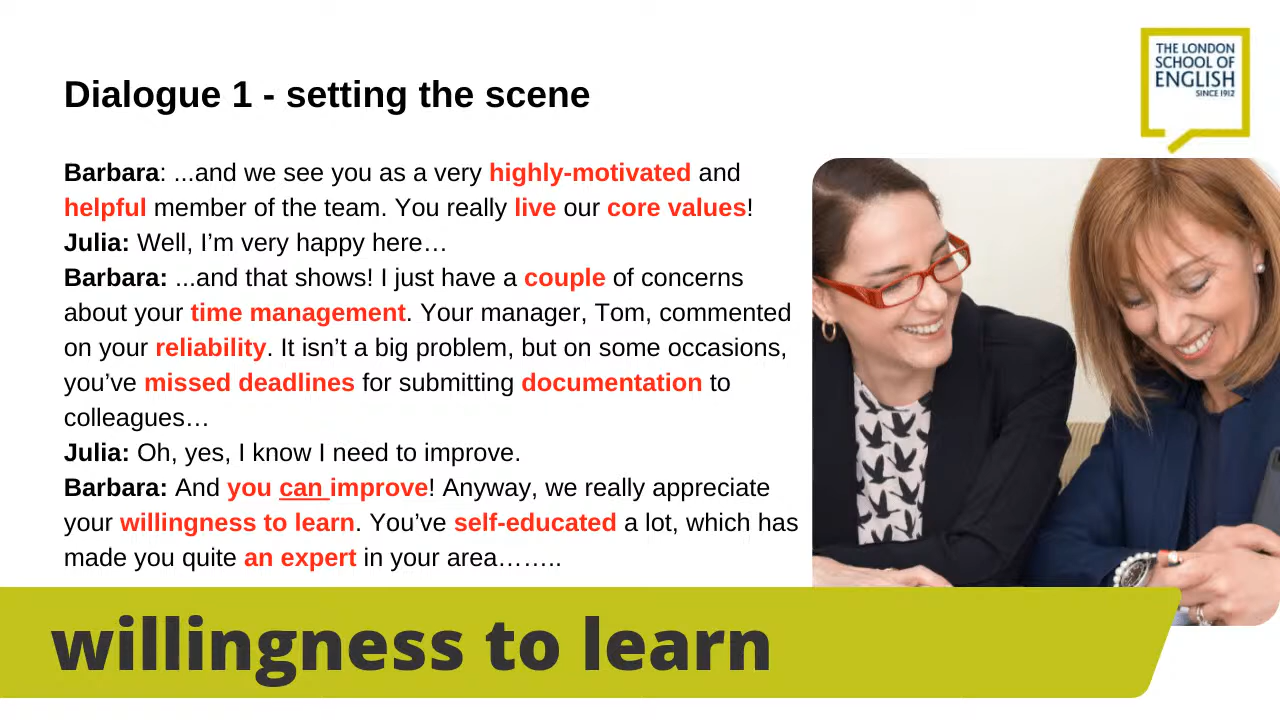 THE LONDON
SCHOOL OF
ENGLISH
SINCE 1912
Dialogue 1 - setting the scene
Barbara: ...and we see you as a very highly-motivated and
helpful member of the team. You really live our core values!
Julia: Well, I’m very happy here…
Barbara: ...and that shows! I just have a couple of concerns
about your time management. Your manager, Tom, commented
on your reliability. It isn’t a big problem, but on some occasions,
you’ve missed deadlines for submitting documentation to
colleagues…
Julia: Oh, yes, I know I need to improve.
Barbara: And you can improve! Anyway, we really appreciate
your willingness to learn. You’ve self-educated a lot, which has
made you quite an expert in your area……..
willingness to learn